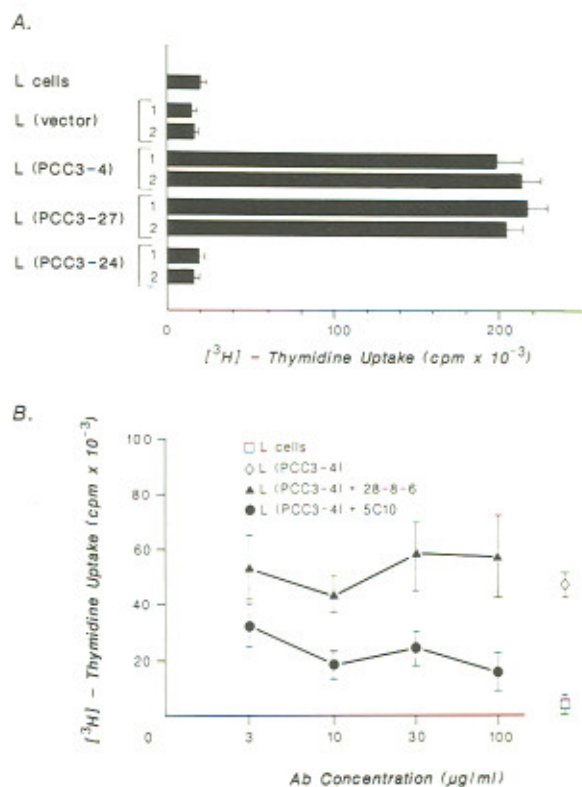 A.
L cells
L (vector) 1
2
L (PCC3-4) 1
2
L (PCC3-27) 1
2
L (PCC3-24) 1
2
0 100 200
[³H] - Thymidine Uptake (cpm x 10⁻³)
B.
[³H] - Thymidine Uptake (cpm x 10⁻³)
100
80
60
40
20
0
L cells
L (PCC3-4)
L (PCC3-4) + 28-8-6
L (PCC3-4) + 5C10
3 10 30 100
Ab Concentration (μg/ml)